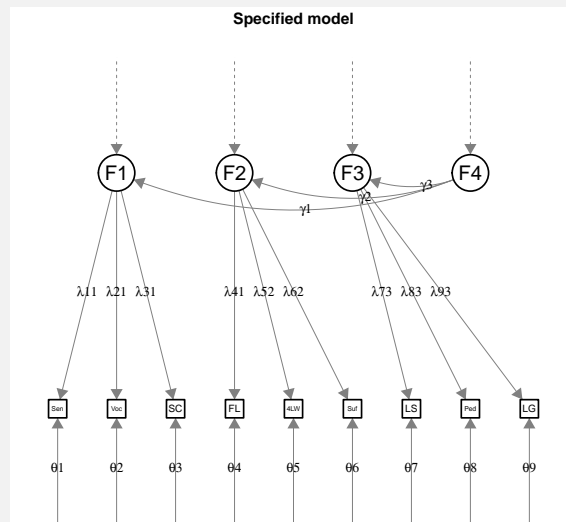 Specified model
F1 F2 F3 F4
γ3
γ2
γ1
λ11 λ21 λ31 λ41 λ52 λ62 λ73 λ83 λ93
Sen Voc SC FL 4LW Suf LS Ped LG
θ1 θ2 θ3 θ4 θ5 θ6 θ7 θ8 θ9